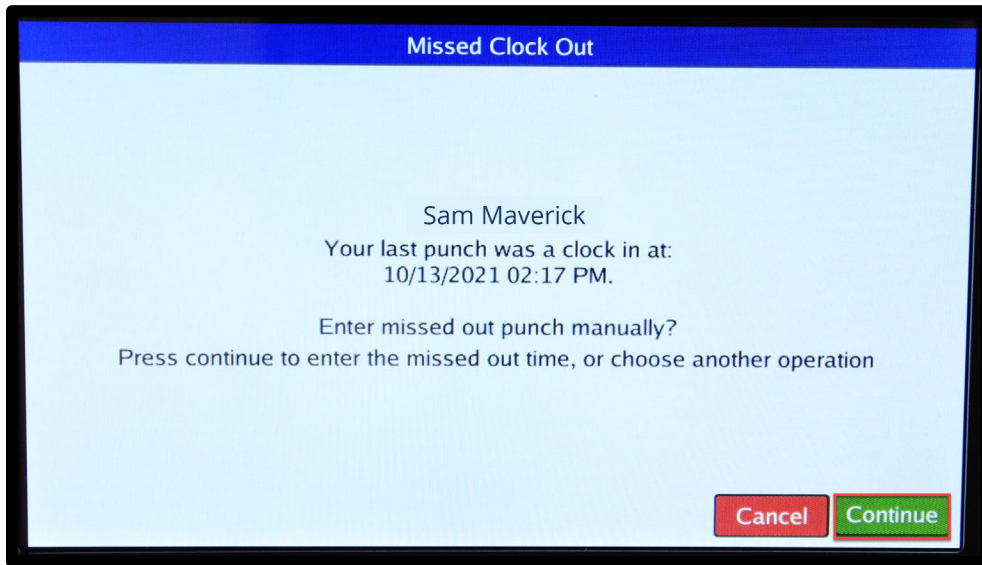 Missed Clock Out
Sam Maverick
Your last punch was a clock in at:
10/13/2021 02:17 PM.
Enter missed out punch manually?
Press continue to enter the missed out time, or choose another operation
Cancel
Continue